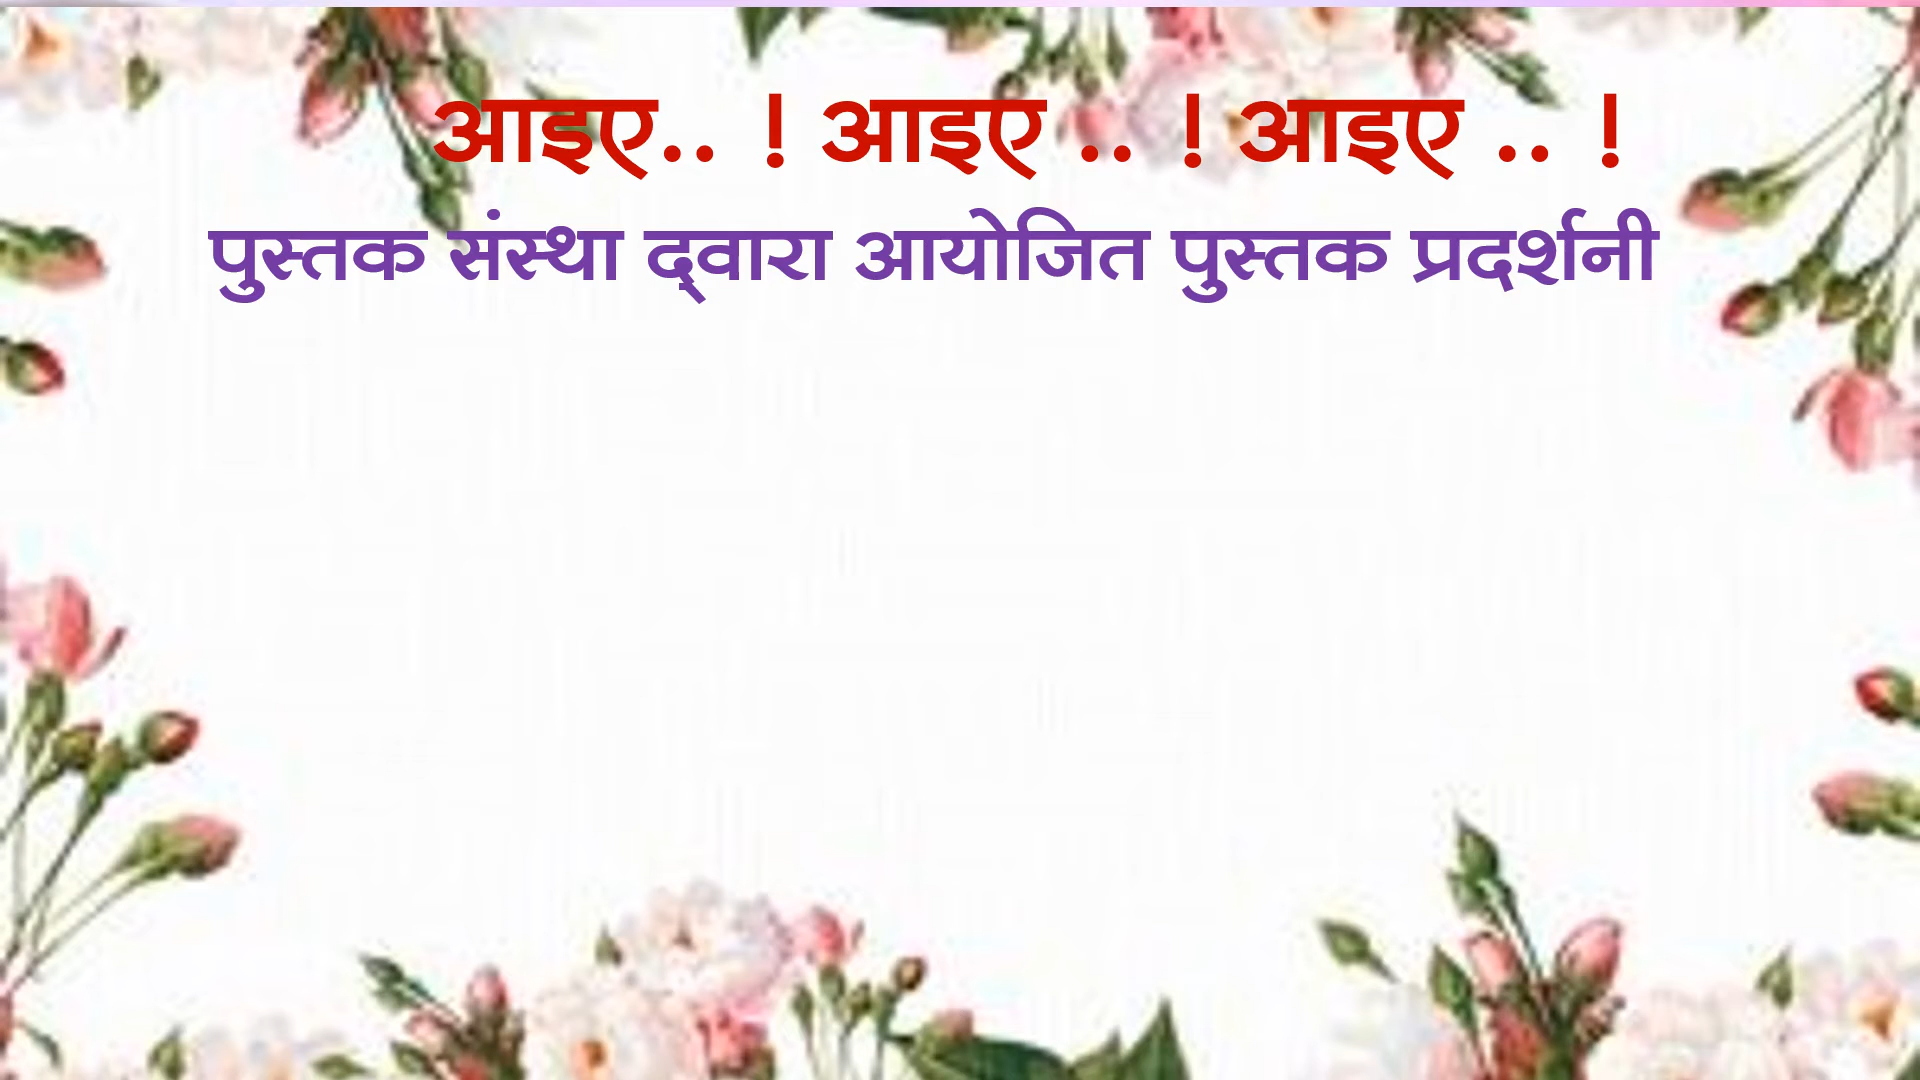 आइए.. ! आइए .. ! आइए .. !
पुस्तक संस्था द्‌वारा आयोजित पुस्तक प्रदर्शनी